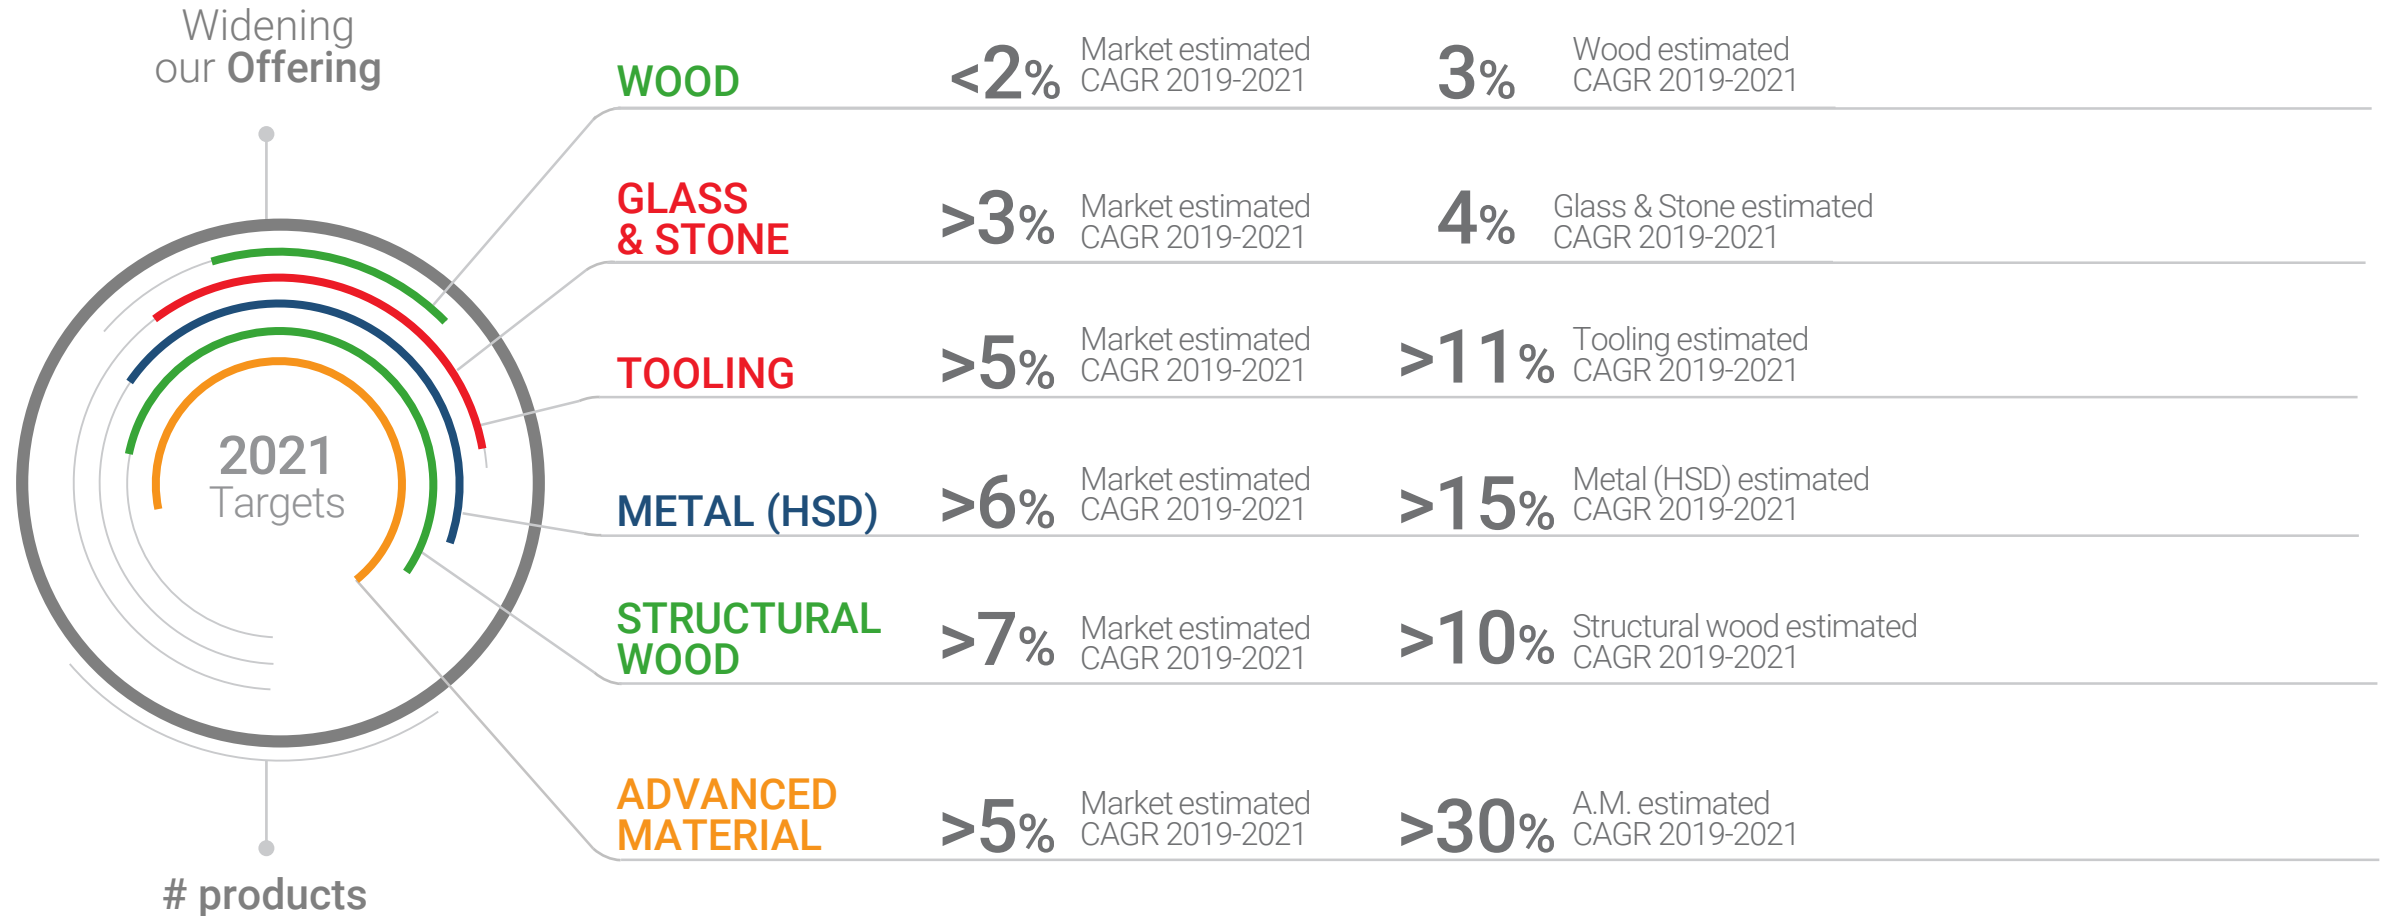 Widening
our Offering
WOOD
<2% Market estimated
CAGR 2019-2021
3% Wood estimated
CAGR 2019-2021
GLASS
& STONE
>3% Market estimated
CAGR 2019-2021
4% Glass & Stone estimated
CAGR 2019-2021
TOOLING
>5% Market estimated
CAGR 2019-2021
>11% Tooling estimated
CAGR 2019-2021
2021
Targets
METAL (HSD)
>6% Market estimated
CAGR 2019-2021
>15% Metal (HSD) estimated
CAGR 2019-2021
STRUCTURAL
WOOD
>7% Market estimated
CAGR 2019-2021
>10% Structural wood estimated
CAGR 2019-2021
ADVANCED
MATERIAL
>5% Market estimated
CAGR 2019-2021
>30% A.M. estimated
CAGR 2019-2021
# products